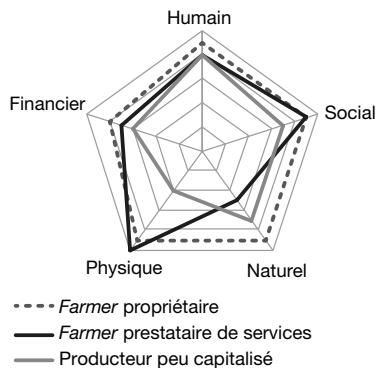 Humain
Financier
Social
Physique
Naturel
Farmer propriétaire
Farmer prestataire de services
Producteur peu capitalisé